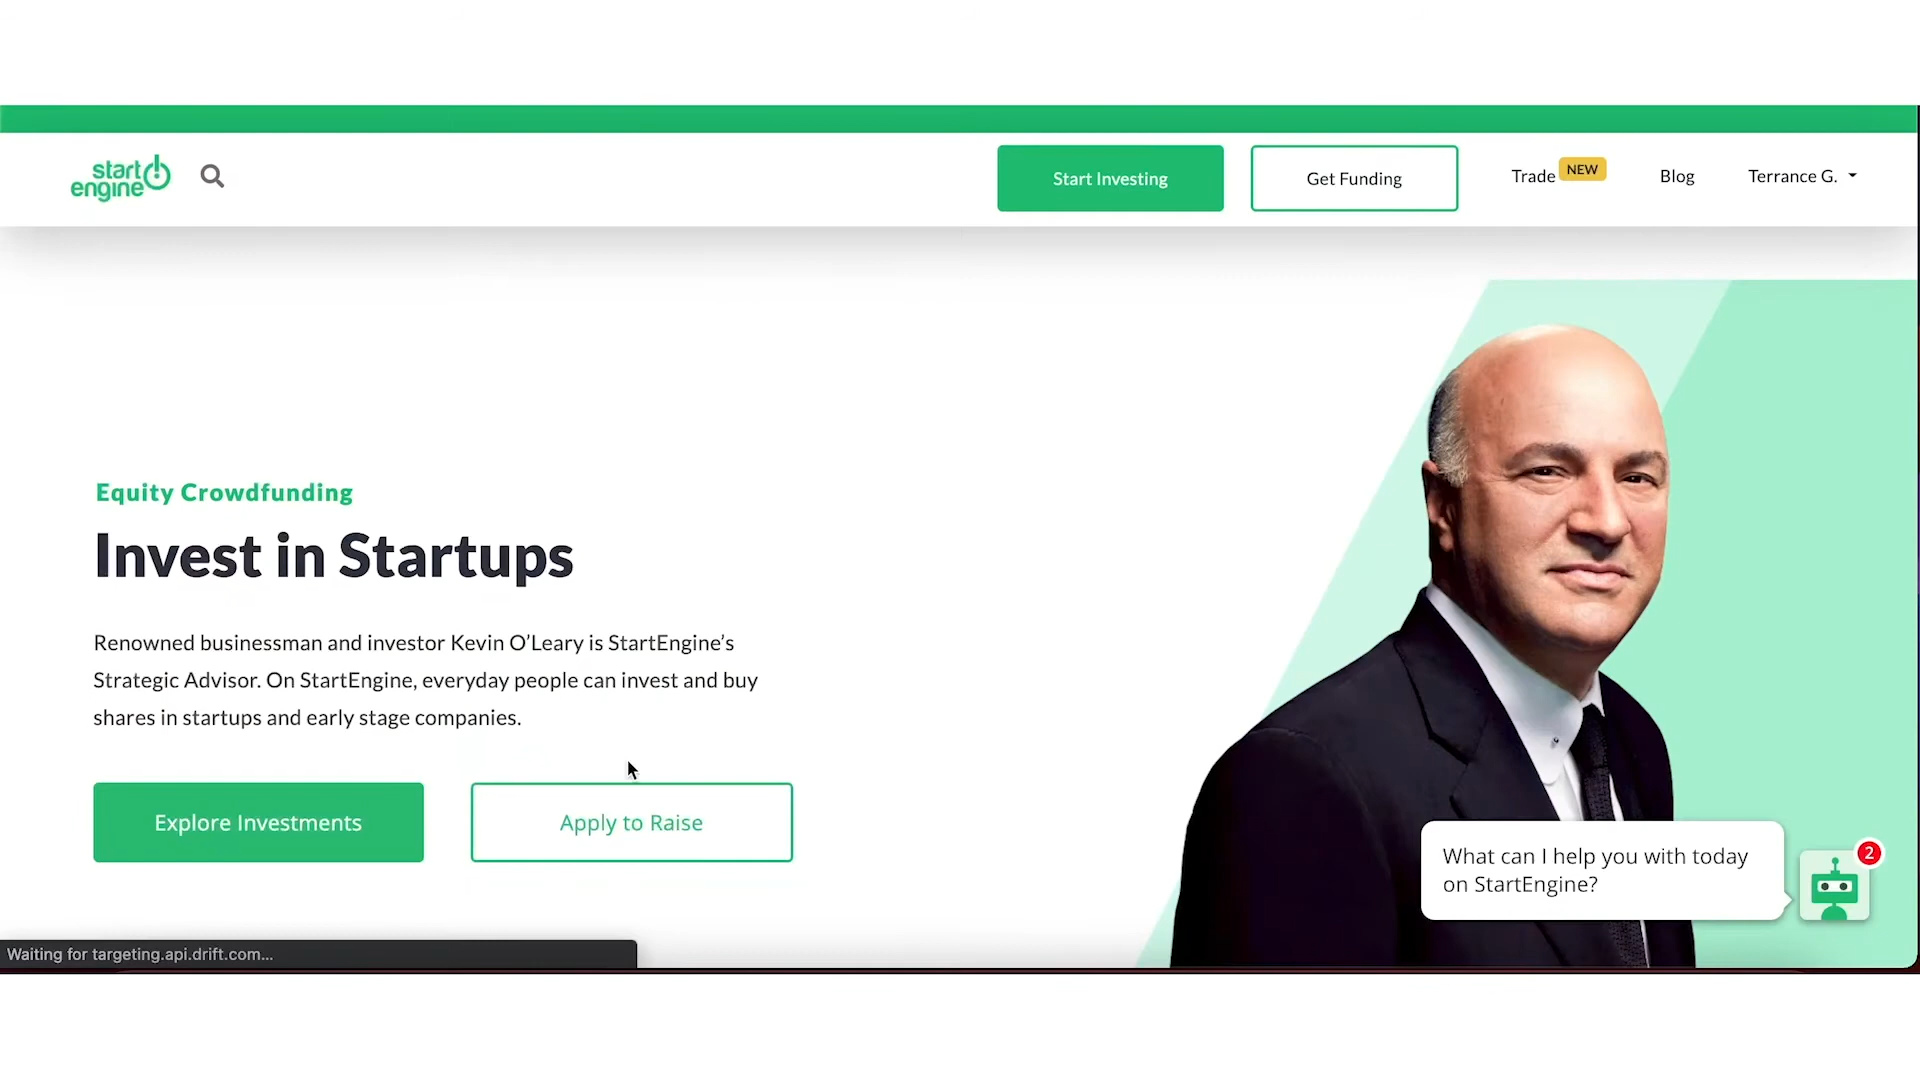 start
engine
Start Investing
Get Funding
Trade NEW
Blog
Terrance G.
Equity Crowdfunding
Invest in Startups
Renowned businessman and investor Kevin O’Leary is StartEngine’s
Strategic Advisor. On StartEngine, everyday people can invest and buy
shares in startups and early stage companies.
Explore Investments
Apply to Raise
What can I help you with today
on StartEngine?
2
Waiting for targeting.api.drift.com...